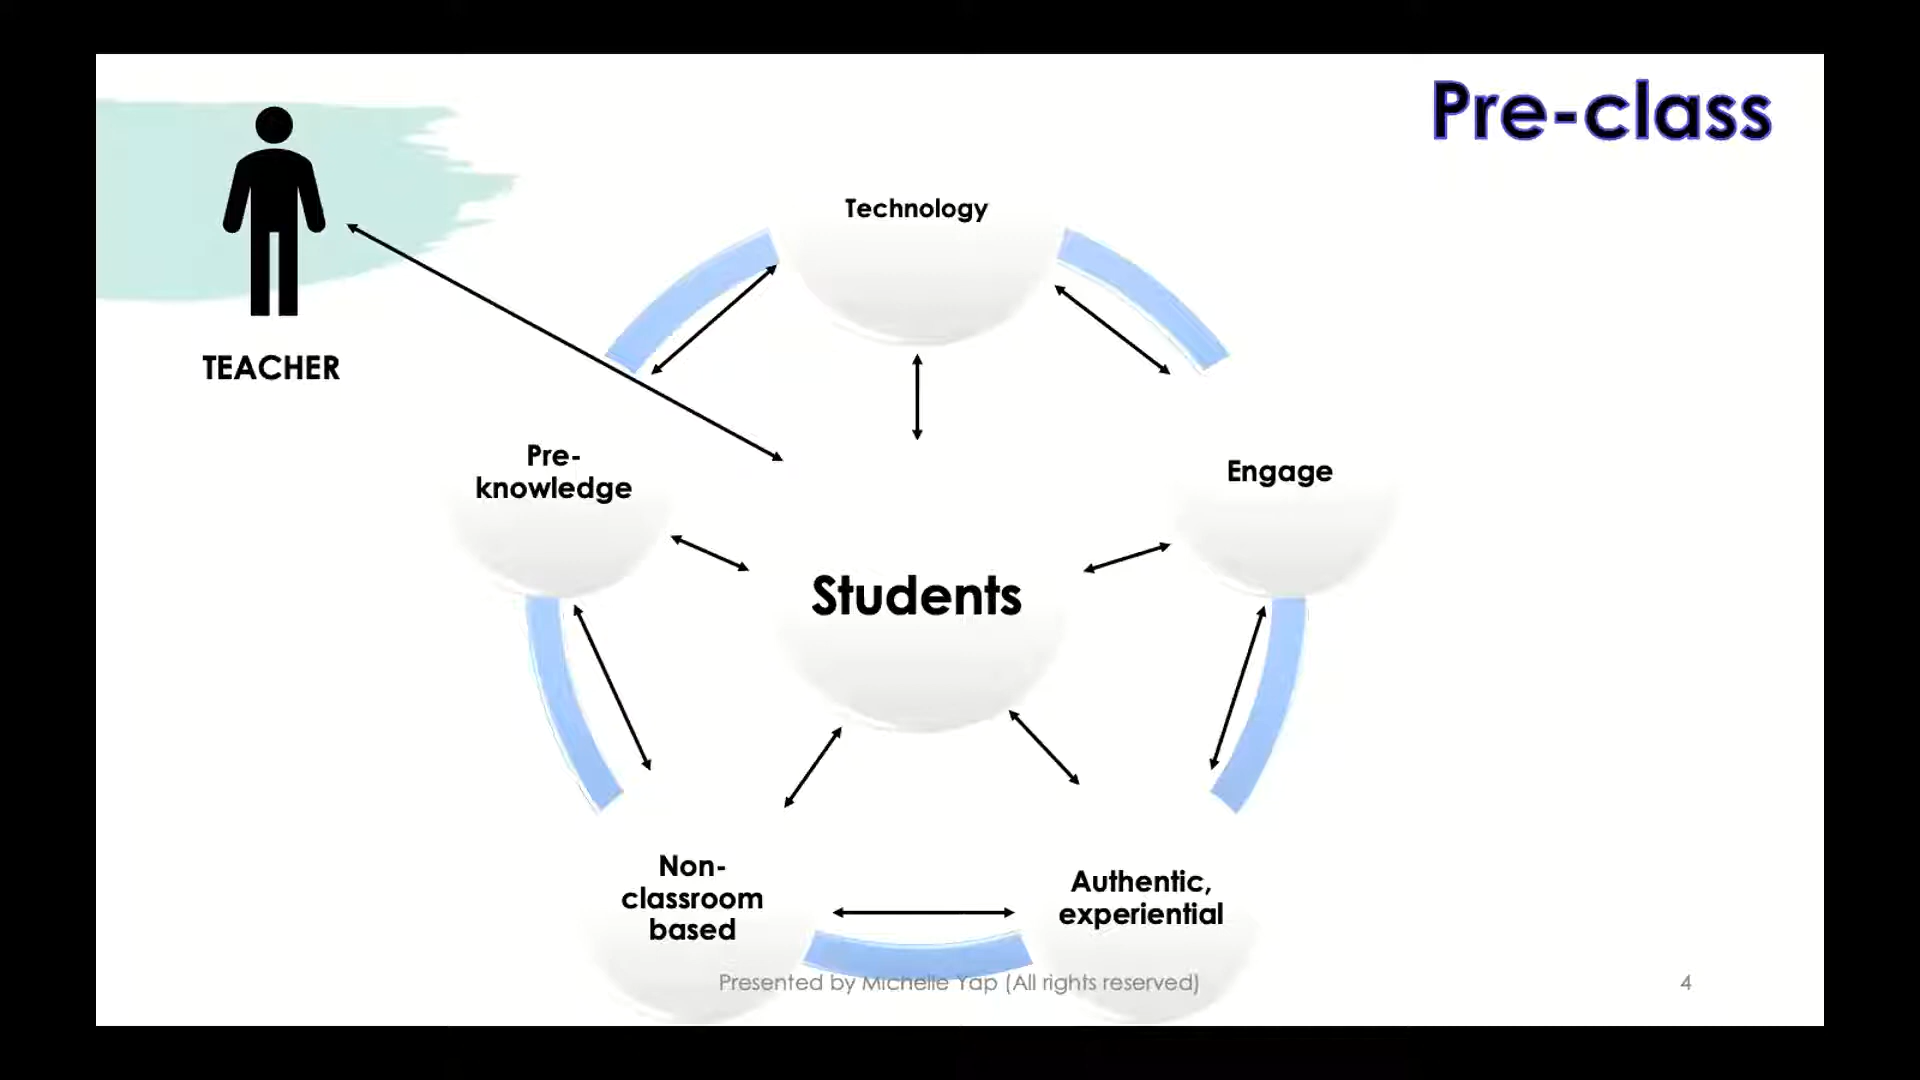 Pre-class
Technology
TEACHER
Pre-
knowledge
Engage
Students
Non-
classroom
based
Authentic,
experiential
Presented by Michelle Yap (All rights reserved)
4